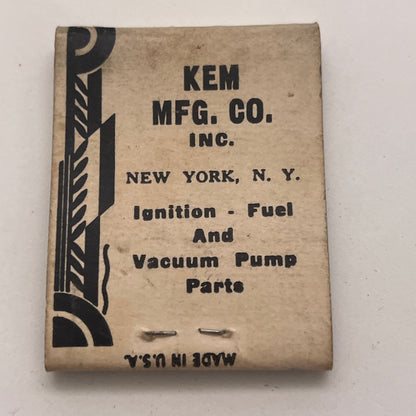 KEM
MFG. CO.
INC.
NEW YORK, N. Y.
Ignition - Fuel
And
Vacuum Pump
Parts
MADE IN U.S.A.